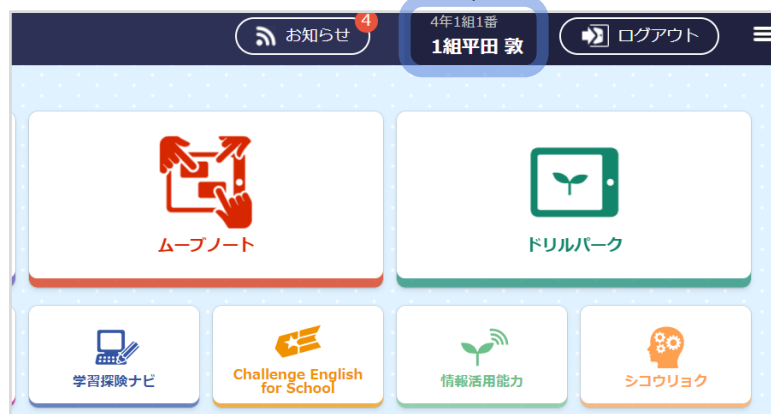 お知らせ
4
4年1組1番
1組平田 敦
ログアウト
ムーブノート
ドリルパーク
学習探険ナビ
Challenge English
for School
情報活用能力
シコウリョク